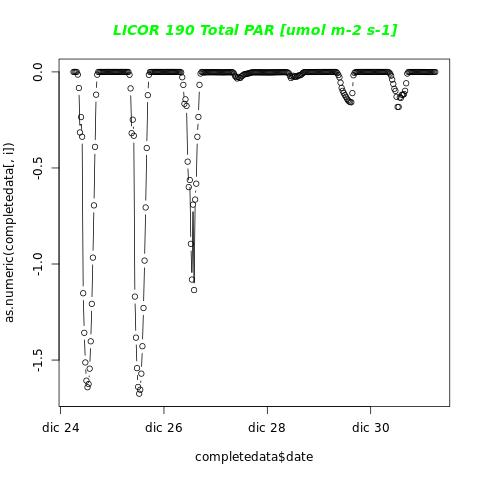 LICOR 190 Total PAR [umol m-2 s-1]
as.numeric(completedata[, i])
0.0
-0.5
-1.0
-1.5
dic 24
dic 26
dic 28
dic 30
completedata$date